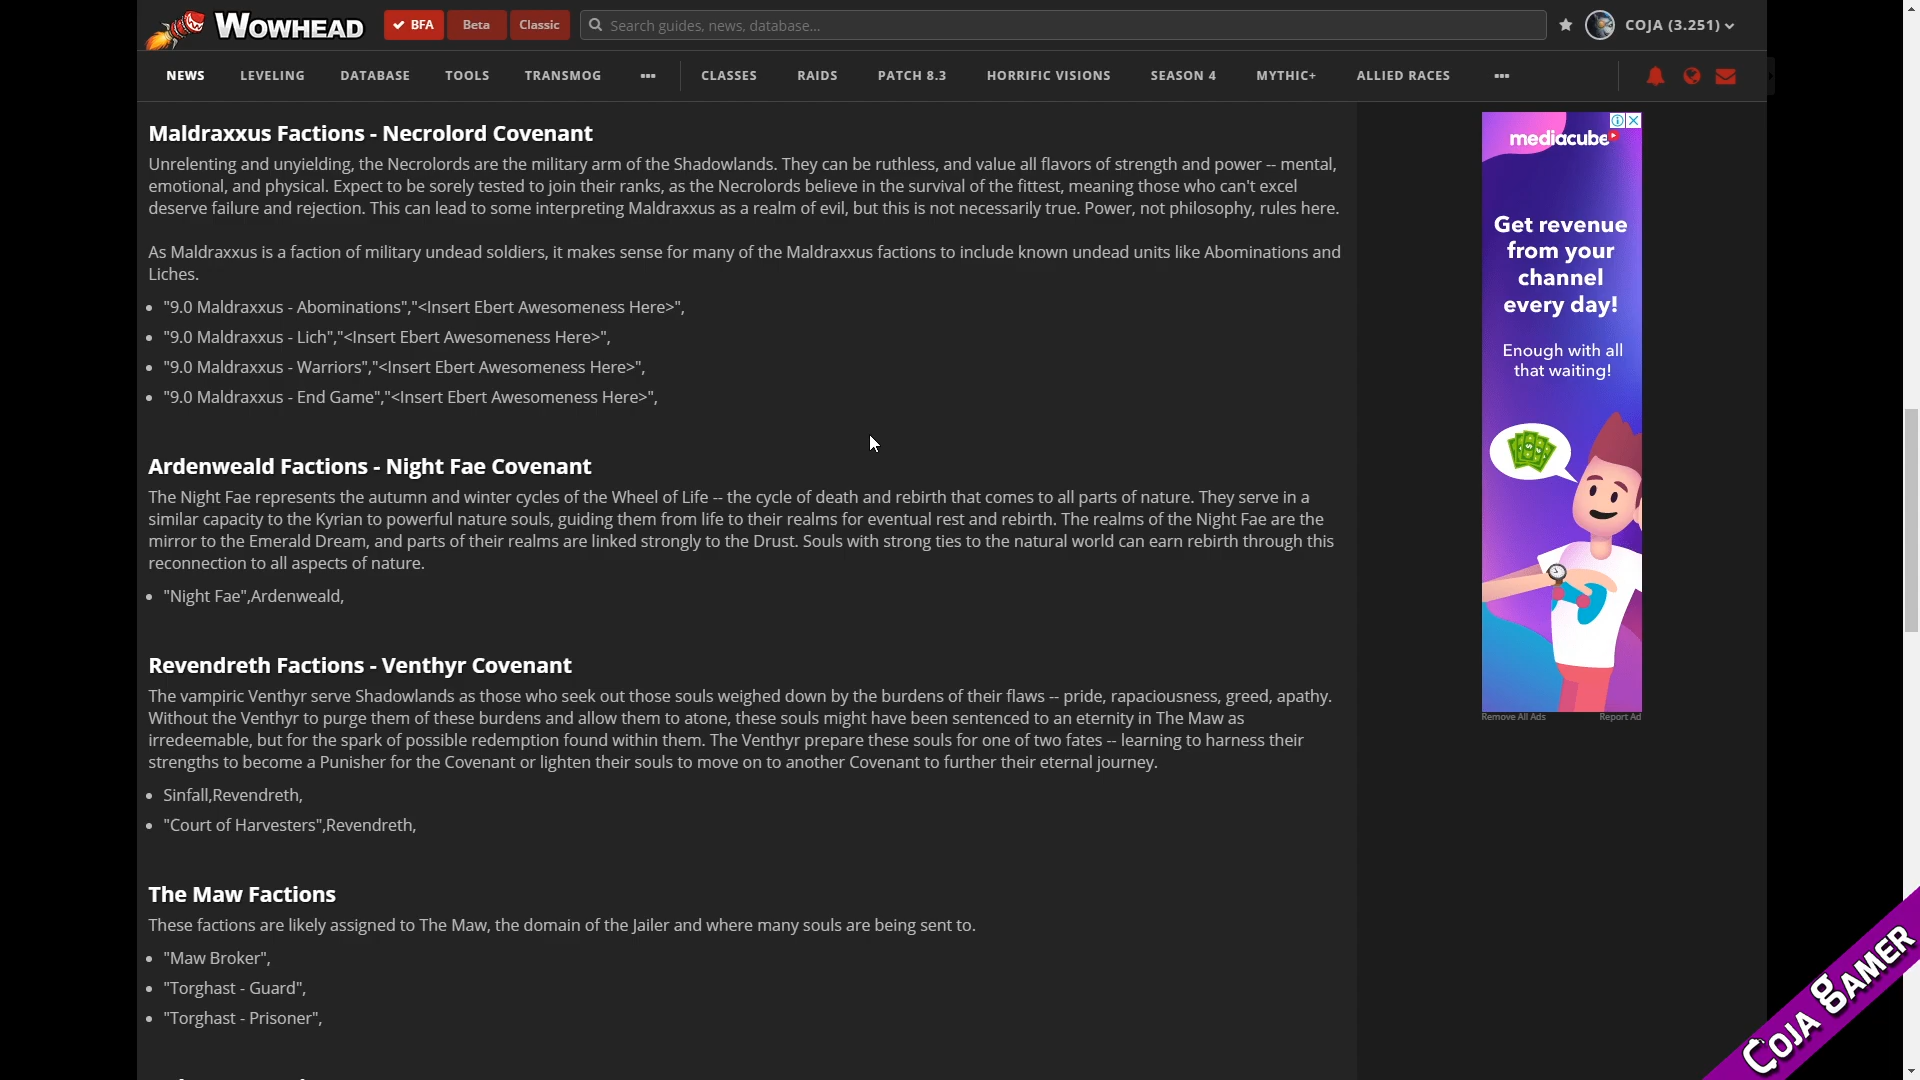 WOWHEAD
BFA
Beta
Classic
Search guides, news, database...
COJA (3.251)
NEWS
LEVELING
DATABASE
TOOLS
TRANSMOG
CLASSES
RAIDS
PATCH 8.3
HORRIFIC VISIONS
SEASON 4
MYTHIC+
ALLIED RACES
Maldraxxus Factions - Necrolord Covenant
Unrelenting and unyielding, the Necrolords are the military arm of the Shadowlands. They can be ruthless, and value all flavors of strength and power -- mental,
emotional, and physical. Expect to be sorely tested to join their ranks, as the Necrolords believe in the survival of the fittest, meaning those who can't excel
deserve failure and rejection. This can lead to some interpreting Maldraxxus as a realm of evil, but this is not necessarily true. Power, not philosophy, rules here.
As Maldraxxus is a faction of military undead soldiers, it makes sense for many of the Maldraxxus factions to include known undead units like Abominations and
Liches.
• "9.0 Maldraxxus - Abominations","<Insert Ebert Awesomeness Here>",
• "9.0 Maldraxxus - Lich","<Insert Ebert Awesomeness Here>",
• "9.0 Maldraxxus - Warriors","<Insert Ebert Awesomeness Here>",
• "9.0 Maldraxxus - End Game","<Insert Ebert Awesomeness Here>",
Ardenweald Factions - Night Fae Covenant
The Night Fae represents the autumn and winter cycles of the Wheel of Life -- the cycle of death and rebirth that comes to all parts of nature. They serve in a
similar capacity to the Kyrian to powerful nature souls, guiding them from life to their realms for eventual rest and rebirth. The realms of the Night Fae are the
mirror to the Emerald Dream, and parts of their realms are linked strongly to the Drust. Souls with strong ties to the natural world can earn rebirth through this
reconnection to all aspects of nature.
• "Night Fae",Ardenweald,
Revendreth Factions - Venthyr Covenant
The vampiric Venthyr serve Shadowlands as those who seek out those souls weighed down by the burdens of their flaws -- pride, rapaciousness, greed, apathy.
Without the Venthyr to purge them of these burdens and allow them to atone, these souls might have been sentenced to an eternity in The Maw as
irredeemable, but for the spark of possible redemption found within them. The Venthyr prepare these souls for one of two fates -- learning to harness their
strengths to become a Punisher for the Covenant or lighten their souls to move on to another Covenant to further their eternal journey.
• Sinfall,Revendreth,
• "Court of Harvesters",Revendreth,
The Maw Factions
These factions are likely assigned to The Maw, the domain of the Jailer and where many souls are being sent to.
• "Maw Broker",
• "Torghast - Guard",
• "Torghast - Prisoner",
mediacube
Get revenue
from your
channel
every day!
Enough with all
that waiting!
Remove All Ads
Report Ad
COJA GAMER